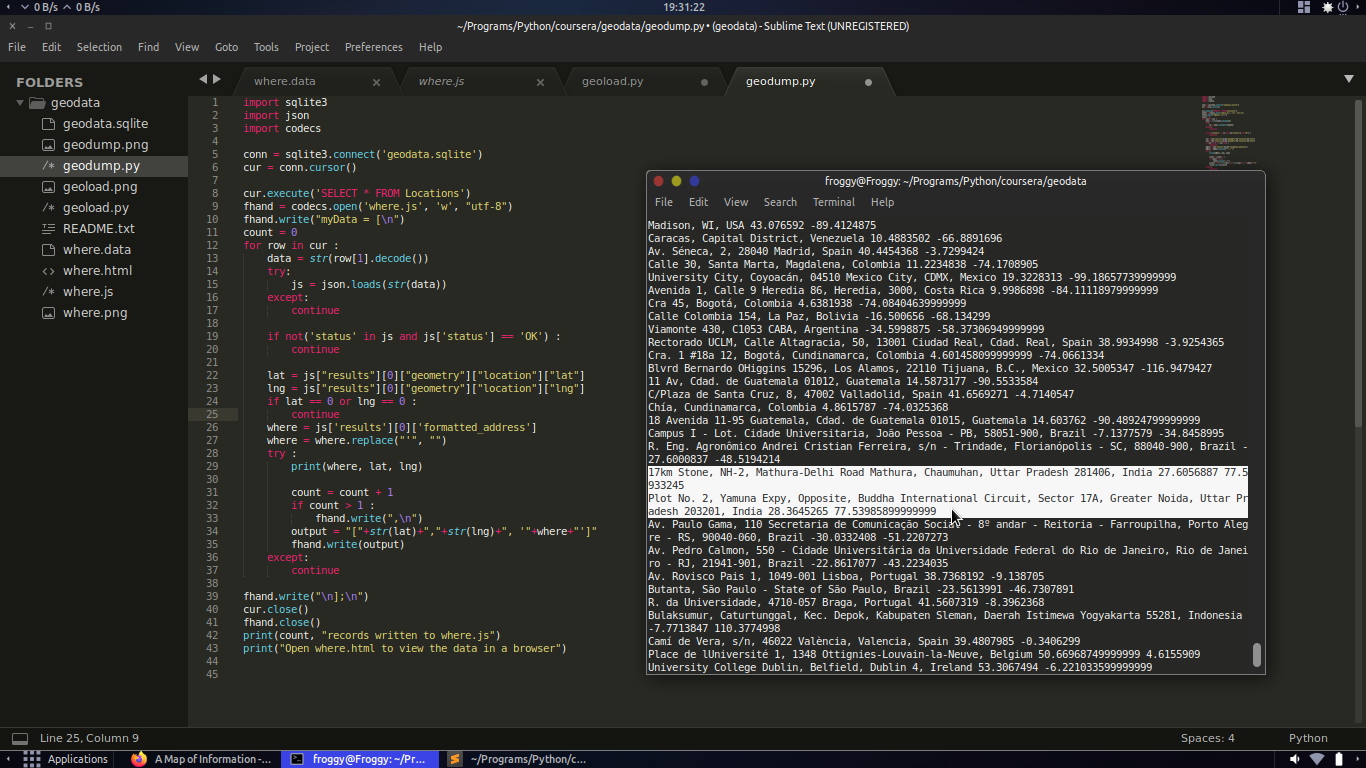 0 B/s 0 B/s
19:31:22
~/Programs/Python/coursera/geodata/geodump.py • (geodata) - Sublime Text (UNREGISTERED)
File Edit Selection Find View Goto Tools Project Preferences Help
FOLDERS
geodata
geodata.sqlite
geodump.png
geodump.py
geoload.png
geoload.py
README.txt
where.data
where.html
where.js
where.png
where.data
where.js
geoload.py
geodump.py
1 import sqlite3
2 import json
3 import codecs
4
5 conn = sqlite3.connect('geodata.sqlite')
6 cur = conn.cursor()
7
8 cur.execute('SELECT * FROM Locations')
9 fhand = codecs.open('where.js', 'w', "utf-8")
10 fhand.write("myData = [\n")
11 count = 0
12 for row in cur :
13     data = str(row[1].decode())
14     try:
15         js = json.loads(str(data))
16     except:
17         continue
18
19     if not('status' in js and js['status'] == 'OK') :
20         continue
21
22     lat = js["results"][0]["geometry"]["location"]["lat"]
23     lng = js["results"][0]["geometry"]["location"]["lng"]
24     if lat == 0 or lng == 0 :
25         continue
26     where = js['results'][0]['formatted_address']
27     where = where.replace("'", "")
28     try :
29         print(where, lat, lng)
30
31         count = count + 1
32         if count > 1 :
33             fhand.write(",\n")
34         output = "["+str(lat)+","+str(lng)+", '"+where+"']"
35         fhand.write(output)
36     except:
37         continue
38
39 fhand.write("\n];\n")
40 cur.close()
41 fhand.close()
42 print(count, "records written to where.js")
43 print("Open where.html to view the data in a browser")
44
45
froggy@Froggy: ~/Programs/Python/coursera/geodata
File Edit View Search Terminal Help
Madison, WI, USA 43.076592 -89.4124875
Caracas, Capital District, Venezuela 10.4883502 -66.8891696
Av. Séneca, 2, 28040 Madrid, Spain 40.4454368 -3.7299424
Calle 30, Santa Marta, Magdalena, Colombia 11.2234838 -74.1708905
University City, Coyoacán, 04510 Mexico City, CDMX, Mexico 19.3228313 -99.18657739999999
Avenida 1, Calle 9 Heredia 86, Heredia, 3000, Costa Rica 9.9986898 -84.11118979999999
Cra 45, Bogotá, Colombia 4.6381938 -74.08404639999999
Calle Colombia 154, La Paz, Bolivia -16.500656 -68.134299
Viamonte 430, C1053 CABA, Argentina -34.5998875 -58.37306949999999
Rectorado UCLM, Calle Altagracia, 50, 13001 Ciudad Real, Cdad. Real, Spain 38.9934998 -3.9254365
Cra. 1 #18a 12, Bogotá, Cundinamarca, Colombia 4.601458099999999 -74.0661334
Blvrd Bernardo OHiggins 15296, Los Alamos, 22110 Tijuana, B.C., Mexico 32.5005347 -116.9479427
11 Av, Cdad. de Guatemala 01012, Guatemala 14.5873177 -90.5533584
C/Plaza de Santa Cruz, 8, 47002 Valladolid, Spain 41.6569271 -4.7140547
Chía, Cundinamarca, Colombia 4.8615787 -74.0325368
18 Avenida 11-95 Guatemala, Cdad. de Guatemala 01015, Guatemala 14.603762 -90.48924799999999
Campus I - Lot. Cidade Universitaria, João Pessoa - PB, 58051-900, Brazil -7.1377579 -34.8458995
R. Eng. Agronômico Andrei Cristian Ferreira, s/n - Trindade, Florianópolis - SC, 88040-900, Brazil -
27.6000837 -48.5194214
17km Stone, NH-2, Mathura-Delhi Road Mathura, Chaumuhan, Uttar Pradesh 281406, India 27.6056887 77.5
933245
Plot No. 2, Yamuna Expy, Opposite, Buddha International Circuit, Sector 17A, Greater Noida, Uttar Pr
adesh 203201, India 28.3645265 77.53985899999999
Av. Paulo Gama, 110 Secretaria de Comunicação Social - 8º andar - Reitoria - Farroupilha, Porto Aleg
re - RS, 90040-060, Brazil -30.0332408 -51.2207273
Av. Pedro Calmon, 550 - Cidade Universitária da Universidade Federal do Rio de Janeiro, Rio de Janei
ro - RJ, 21941-901, Brazil -22.8617077 -43.2234035
Av. Rovisco Pais 1, 1049-001 Lisboa, Portugal 38.7368192 -9.138705
Butanta, São Paulo - State of São Paulo, Brazil -23.5613991 -46.7307891
R. da Universidade, 4710-057 Braga, Portugal 41.5607319 -8.3962368
Bulaksumur, Caturtunggal, Kec. Depok, Kabupaten Sleman, Daerah Istimewa Yogyakarta 55281, Indonesia
-7.7713847 110.3774998
Camí de Vera, s/n, 46022 València, Valencia, Spain 39.4807985 -0.3406299
Place de lUniversité 1, 1348 Ottignies-Louvain-la-Neuve, Belgium 50.66968749999999 4.6155909
University College Dublin, Belfield, Dublin 4, Ireland 53.3067494 -6.221033599999999
Line 25, Column 9
Spaces: 4
Python
Applications
A Map of Information -...
froggy@Froggy: ~/Pr...
~/Programs/Python/c...